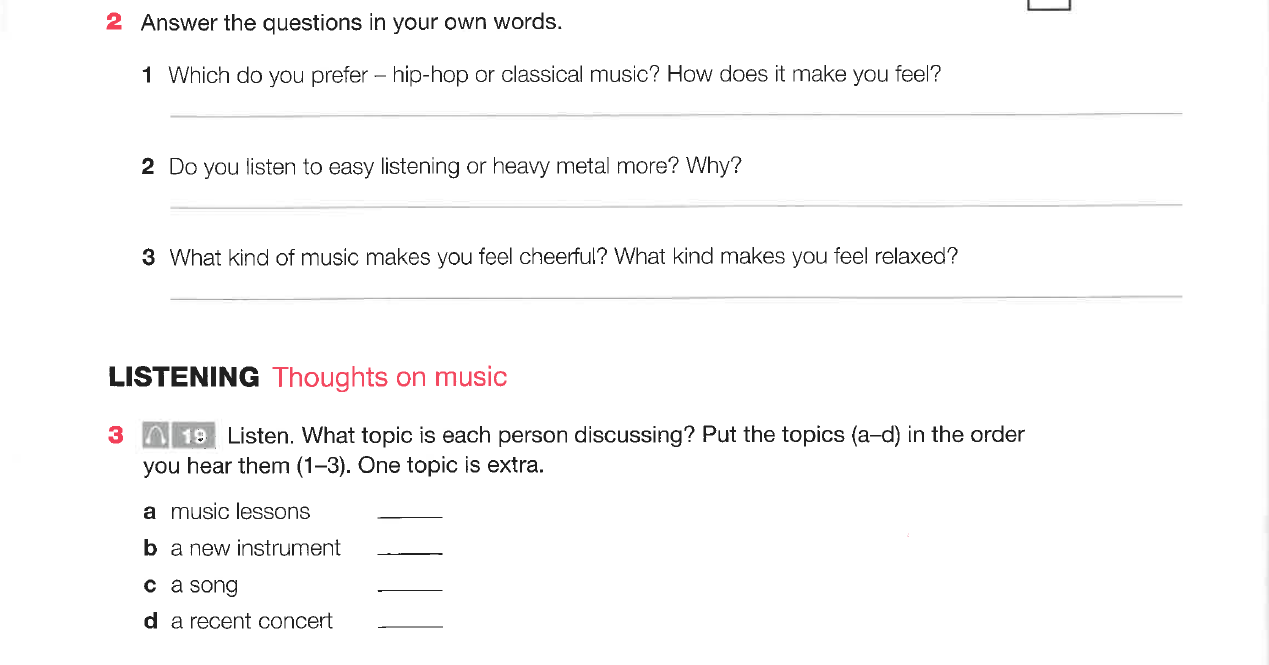 2 Answer the questions in your own words.
1 Which do you prefer – hip-hop or classical music? How does it make you feel?
2 Do you listen to easy listening or heavy metal more? Why?
3 What kind of music makes you feel cheerful? What kind makes you feel relaxed?
LISTENING Thoughts on music
3 19 Listen. What topic is each person discussing? Put the topics (a–d) in the order
you hear them (1–3). One topic is extra.
a music lessons
b a new instrument
c a song
d a recent concert